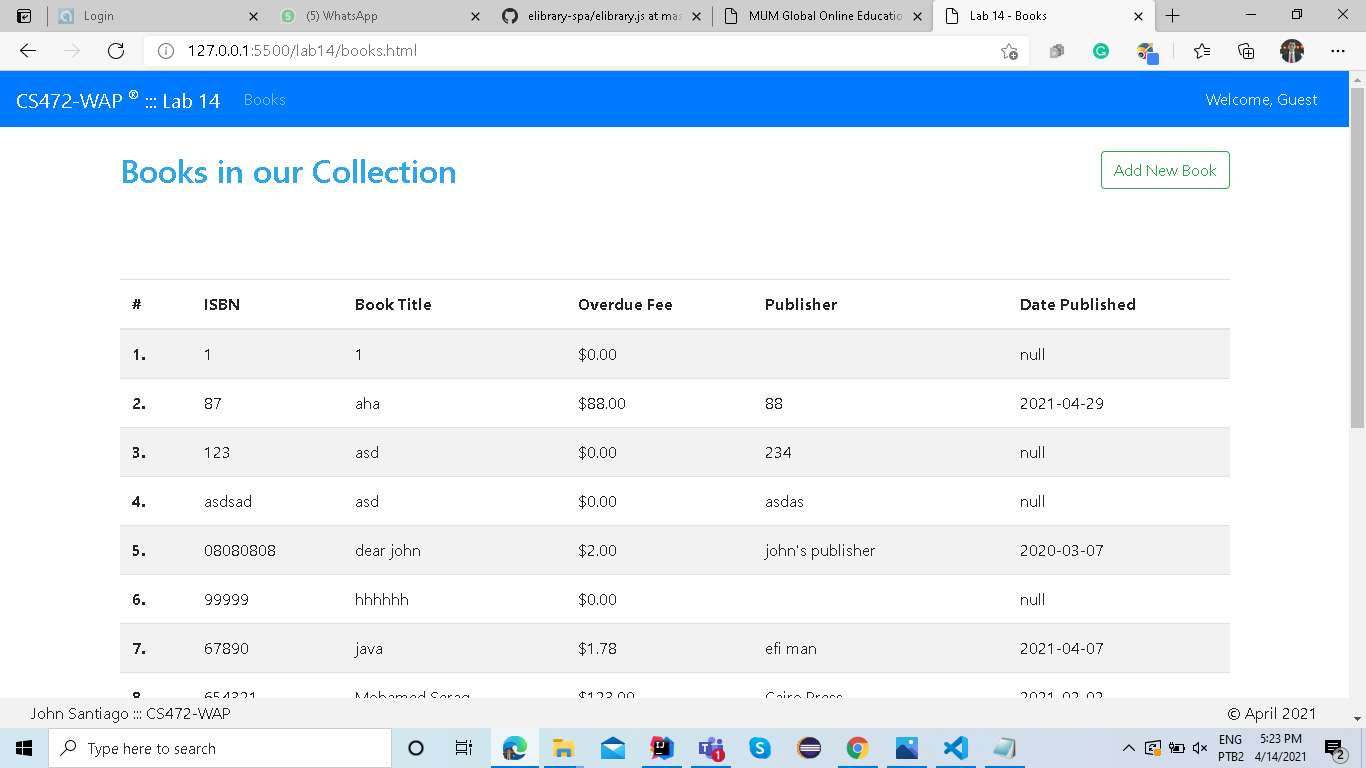 Login
(5) WhatsApp
elibrary-spa/elibrary.js at mas
MUM Global Online Educatio
Lab 14 - Books
127.0.0.1:5500/lab14/books.html
CS472-WAP ® ::: Lab 14 Books Welcome, Guest
Books in our Collection
Add New Book
# ISBN Book Title Overdue Fee Publisher Date Published
1. 1 1 $0.00 null
2. 87 aha $88.00 88 2021-04-29
3. 123 asd $0.00 234 null
4. asdsad asd $0.00 asdas null
5. 08080808 dear john $2.00 john's publisher 2020-03-07
6. 99999 hhhhhh $0.00 null
7. 67890 java $1.78 efi man 2021-04-07
8. 654321 Mohamed Serag $123.99 Cairo Press 2021-02-02
John Santiago ::: CS472-WAP © April 2021
Type here to search
1
ENG
PTB2
5:23 PM
4/14/2021
2